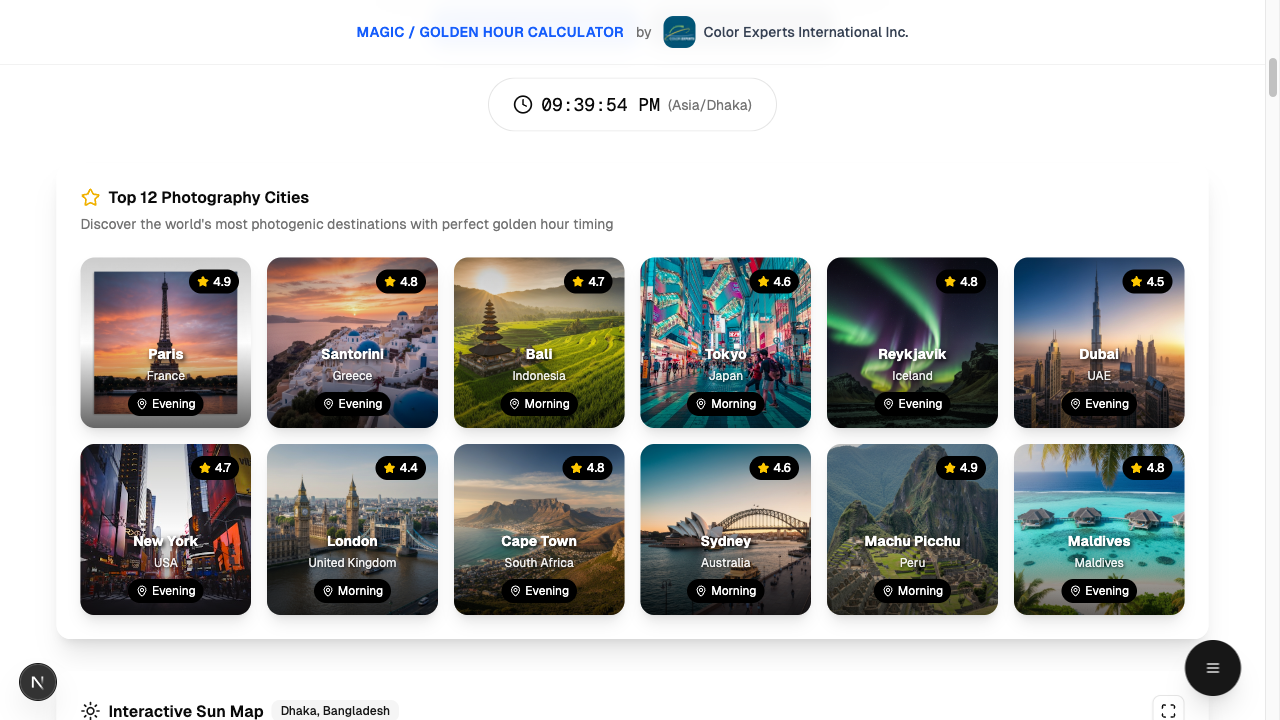 MAGIC / GOLDEN HOUR CALCULATOR by Color Experts International Inc.
09:39:54 PM (Asia/Dhaka)
Top 12 Photography Cities
Discover the world's most photogenic destinations with perfect golden hour timing
4.9
Paris
France
Evening
4.8
Santorini
Greece
Evening
4.7
Bali
Indonesia
Morning
4.6
Tokyo
Japan
Morning
4.8
Reykjavik
Iceland
Evening
4.5
Dubai
UAE
Evening
4.7
New York
USA
Evening
4.4
London
United Kingdom
Morning
4.8
Cape Town
South Africa
Evening
4.6
Sydney
Australia
Morning
4.9
Machu Picchu
Peru
Morning
4.8
Maldives
Maldives
Evening
N
Interactive Sun Map Dhaka, Bangladesh